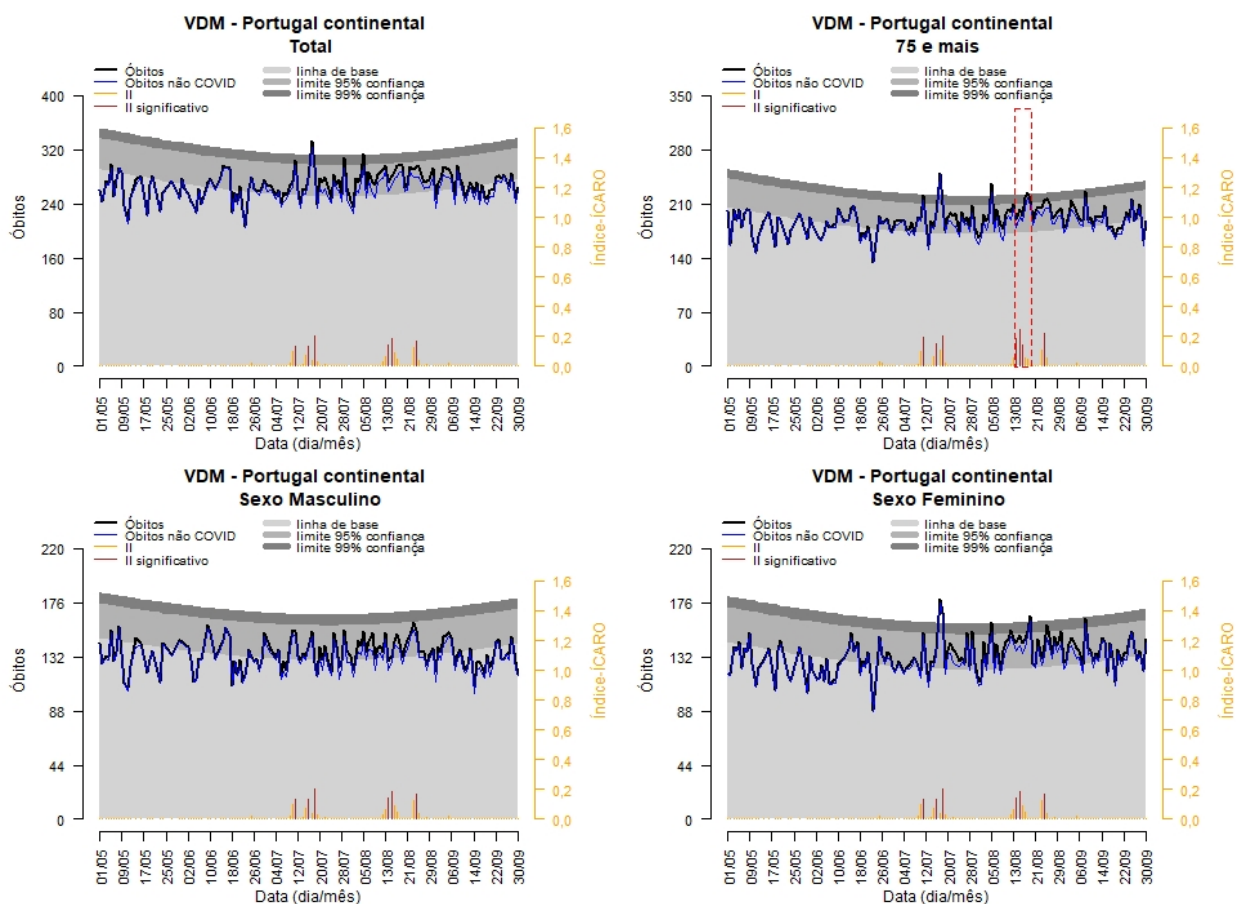 VDM - Portugal continental
Total
Óbitos
Óbitos não COVID
II
II significativo
linha de base
limite 95% confiança
limite 99% confiança
400
320
240
160
80
0
Óbitos
1,6
1,4
1,2
1,0
0,8
0,6
0,4
0,2
0,0
Índice-ÍCARO
01/05
09/05
17/05
25/05
02/06
10/06
18/06
26/06
04/07
12/07
20/07
28/07
05/08
13/08
21/08
29/08
06/09
14/09
22/09
30/09
Data (dia/mês)
VDM - Portugal continental
75 e mais
Óbitos
Óbitos não COVID
II
II significativo
linha de base
limite 95% confiança
limite 99% confiança
350
280
210
140
70
0
Óbitos
1,6
1,4
1,2
1,0
0,8
0,6
0,4
0,2
0,0
Índice-ÍCARO
01/05
09/05
17/05
25/05
02/06
10/06
18/06
26/06
04/07
12/07
20/07
28/07
05/08
13/08
21/08
29/08
06/09
14/09
22/09
30/09
Data (dia/mês)
VDM - Portugal continental
Sexo Masculino
Óbitos
Óbitos não COVID
II
II significativo
linha de base
limite 95% confiança
limite 99% confiança
220
176
132
88
44
0
Óbitos
1,6
1,4
1,2
1,0
0,8
0,6
0,4
0,2
0,0
Índice-ÍCARO
01/05
09/05
17/05
25/05
02/06
10/06
18/06
26/06
04/07
12/07
20/07
28/07
05/08
13/08
21/08
29/08
06/09
14/09
22/09
30/09
Data (dia/mês)
VDM - Portugal continental
Sexo Feminino
Óbitos
Óbitos não COVID
II
II significativo
linha de base
limite 95% confiança
limite 99% confiança
220
176
132
88
44
0
Óbitos
1,6
1,4
1,2
1,0
0,8
0,6
0,4
0,2
0,0
Índice-ÍCARO
01/05
09/05
17/05
25/05
02/06
10/06
18/06
26/06
04/07
12/07
20/07
28/07
05/08
13/08
21/08
29/08
06/09
14/09
22/09
30/09
Data (dia/mês)